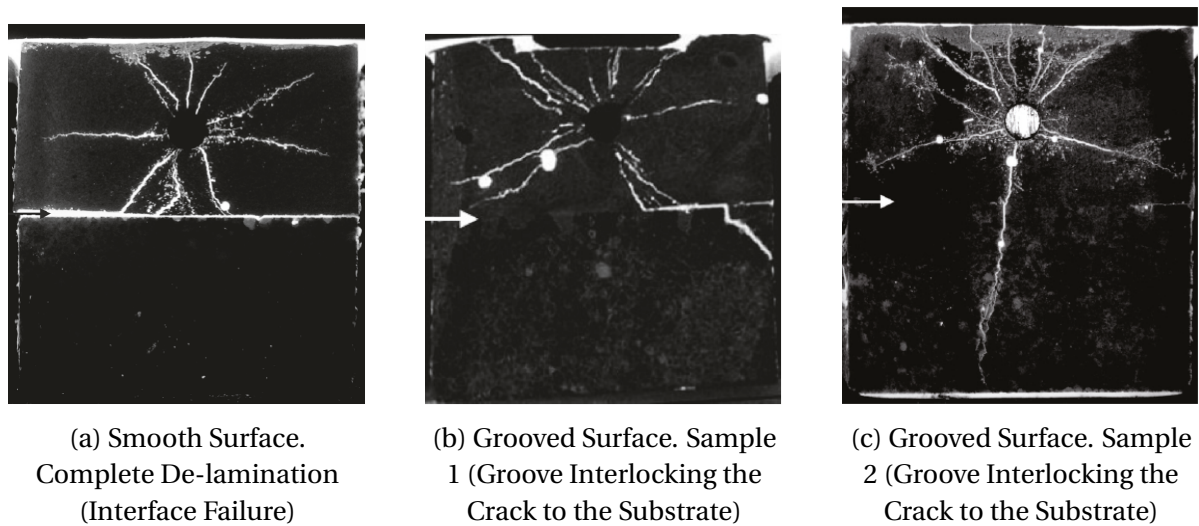 (a) Smooth Surface.
Complete De-lamination
(Interface Failure)
(b) Grooved Surface. Sample
1 (Groove Interlocking the
Crack to the Substrate)
(c) Grooved Surface. Sample
2 (Groove Interlocking the
Crack to the Substrate)